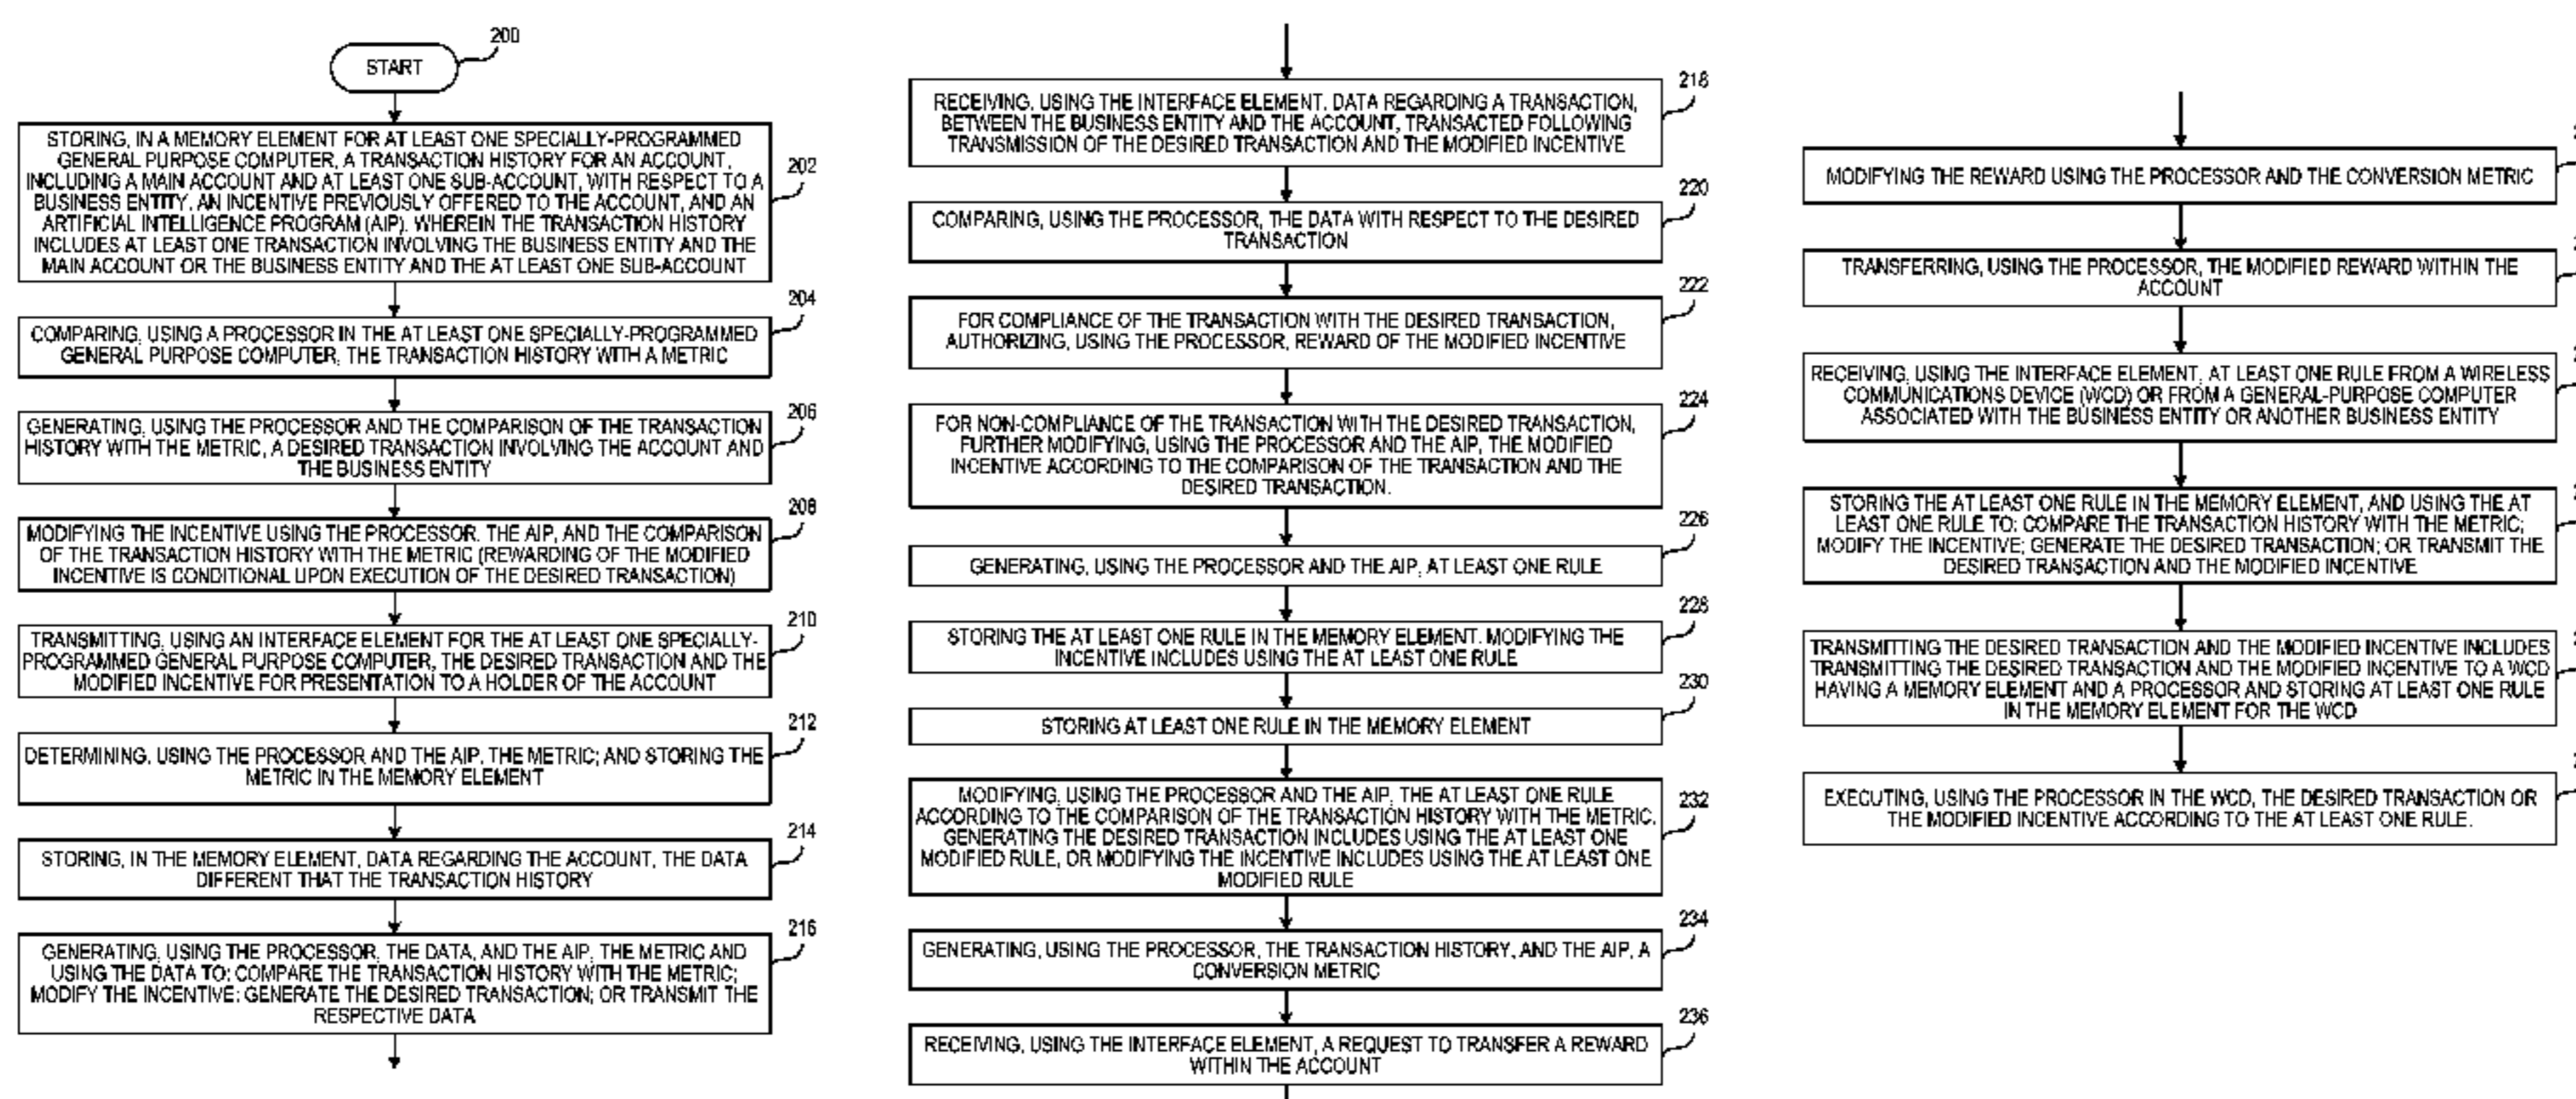 200
START
STORING, IN A MEMORY ELEMENT FOR AT LEAST ONE SPECIALLY-PROGRAMMED
GENERAL PURPOSE COMPUTER, A TRANSACTION HISTORY FOR AN ACCOUNT,
INCLUDING A MAIN ACCOUNT AND AT LEAST ONE SUB-ACCOUNT, WITH RESPECT TO A
BUSINESS ENTITY, AN INCENTIVE PREVIOUSLY OFFERED TO THE ACCOUNT, AND AN
ARTIFICIAL INTELLIGENCE PROGRAM (AIP), WHEREIN THE TRANSACTION HISTORY
INCLUDES AT LEAST ONE TRANSACTION INVOLVING THE BUSINESS ENTITY AND THE
MAIN ACCOUNT OR THE BUSINESS ENTITY AND THE AT LEAST ONE SUB-ACCOUNT
202
COMPARING, USING A PROCESSOR IN THE AT LEAST ONE SPECIALLY-PROGRAMMED
GENERAL PURPOSE COMPUTER, THE TRANSACTION HISTORY WITH A METRIC
204
GENERATING, USING THE PROCESSOR AND THE COMPARISON OF THE TRANSACTION
HISTORY WITH THE METRIC, A DESIRED TRANSACTION INVOLVING THE ACCOUNT AND
THE BUSINESS ENTITY
206
MODIFYING THE INCENTIVE USING THE PROCESSOR, THE AIP, AND THE COMPARISON
OF THE TRANSACTION HISTORY WITH THE METRIC (REWARDING OF THE MODIFIED
INCENTIVE IS CONDITIONAL UPON EXECUTION OF THE DESIRED TRANSACTION)
208
TRANSMITTING, USING AN INTERFACE ELEMENT FOR THE AT LEAST ONE SPECIALLY-
PROGRAMMED GENERAL PURPOSE COMPUTER, THE DESIRED TRANSACTION AND THE
MODIFIED INCENTIVE FOR PRESENTATION TO A HOLDER OF THE ACCOUNT
210
DETERMINING, USING THE PROCESSOR AND THE AIP, THE METRIC; AND STORING THE
METRIC IN THE MEMORY ELEMENT
212
STORING, IN THE MEMORY ELEMENT, DATA REGARDING THE ACCOUNT, THE DATA
DIFFERENT THAT THE TRANSACTION HISTORY
214
GENERATING, USING THE PROCESSOR, THE DATA, AND THE AIP, THE METRIC AND
USING THE DATA TO: COMPARE THE TRANSACTION HISTORY WITH THE METRIC;
MODIFY THE INCENTIVE; GENERATE THE DESIRED TRANSACTION; OR TRANSMIT THE
RESPECTIVE DATA
216
RECEIVING, USING THE INTERFACE ELEMENT, DATA REGARDING A TRANSACTION,
BETWEEN THE BUSINESS ENTITY AND THE ACCOUNT, TRANSACTED FOLLOWING
TRANSMISSION OF THE DESIRED TRANSACTION AND THE MODIFIED INCENTIVE
218
COMPARING, USING THE PROCESSOR, THE DATA WITH RESPECT TO THE DESIRED
TRANSACTION
220
FOR COMPLIANCE OF THE TRANSACTION WITH THE DESIRED TRANSACTION,
AUTHORIZING, USING THE PROCESSOR, REWARD OF THE MODIFIED INCENTIVE
222
FOR NON-COMPLIANCE OF THE TRANSACTION WITH THE DESIRED TRANSACTION,
FURTHER MODIFYING, USING THE PROCESSOR AND THE AIP, THE MODIFIED
INCENTIVE ACCORDING TO THE COMPARISON OF THE TRANSACTION AND THE
DESIRED TRANSACTION.
224
GENERATING, USING THE PROCESSOR AND THE AIP, AT LEAST ONE RULE
226
STORING THE AT LEAST ONE RULE IN THE MEMORY ELEMENT. MODIFYING THE
INCENTIVE INCLUDES USING THE AT LEAST ONE RULE
228
STORING AT LEAST ONE RULE IN THE MEMORY ELEMENT
230
MODIFYING, USING THE PROCESSOR AND THE AIP, THE AT LEAST ONE RULE
ACCORDING TO THE COMPARISON OF THE TRANSACTION HISTORY WITH THE METRIC.
GENERATING THE DESIRED TRANSACTION INCLUDES USING THE AT LEAST ONE
MODIFIED RULE, OR MODIFYING THE INCENTIVE INCLUDES USING THE AT LEAST ONE
MODIFIED RULE
232
GENERATING, USING THE PROCESSOR, THE TRANSACTION HISTORY, AND THE AIP, A
CONVERSION METRIC
234
RECEIVING, USING THE INTERFACE ELEMENT, A REQUEST TO TRANSFER A REWARD
WITHIN THE ACCOUNT
236
MODIFYING THE REWARD USING THE PROCESSOR AND THE CONVERSION METRIC
TRANSFERRING, USING THE PROCESSOR, THE MODIFIED REWARD WITHIN THE
ACCOUNT
RECEIVING, USING THE INTERFACE ELEMENT, AT LEAST ONE RULE FROM A WIRELESS
COMMUNICATIONS DEVICE (WCD) OR FROM A GENERAL-PURPOSE COMPUTER
ASSOCIATED WITH THE BUSINESS ENTITY OR ANOTHER BUSINESS ENTITY
STORING THE AT LEAST ONE RULE IN THE MEMORY ELEMENT, AND USING THE AT
LEAST ONE RULE TO: COMPARE THE TRANSACTION HISTORY WITH THE METRIC;
MODIFY THE INCENTIVE; GENERATE THE DESIRED TRANSACTION; OR TRANSMIT THE
DESIRED TRANSACTION AND THE MODIFIED INCENTIVE
TRANSMITTING THE DESIRED TRANSACTION AND THE MODIFIED INCENTIVE INCLUDES
TRANSMITTING THE DESIRED TRANSACTION AND THE MODIFIED INCENTIVE TO A WCD
HAVING A MEMORY ELEMENT AND A PROCESSOR AND STORING AT LEAST ONE RULE
IN THE MEMORY ELEMENT FOR THE WCD
EXECUTING, USING THE PROCESSOR IN THE WCD, THE DESIRED TRANSACTION OR
THE MODIFIED INCENTIVE ACCORDING TO THE AT LEAST ONE RULE.